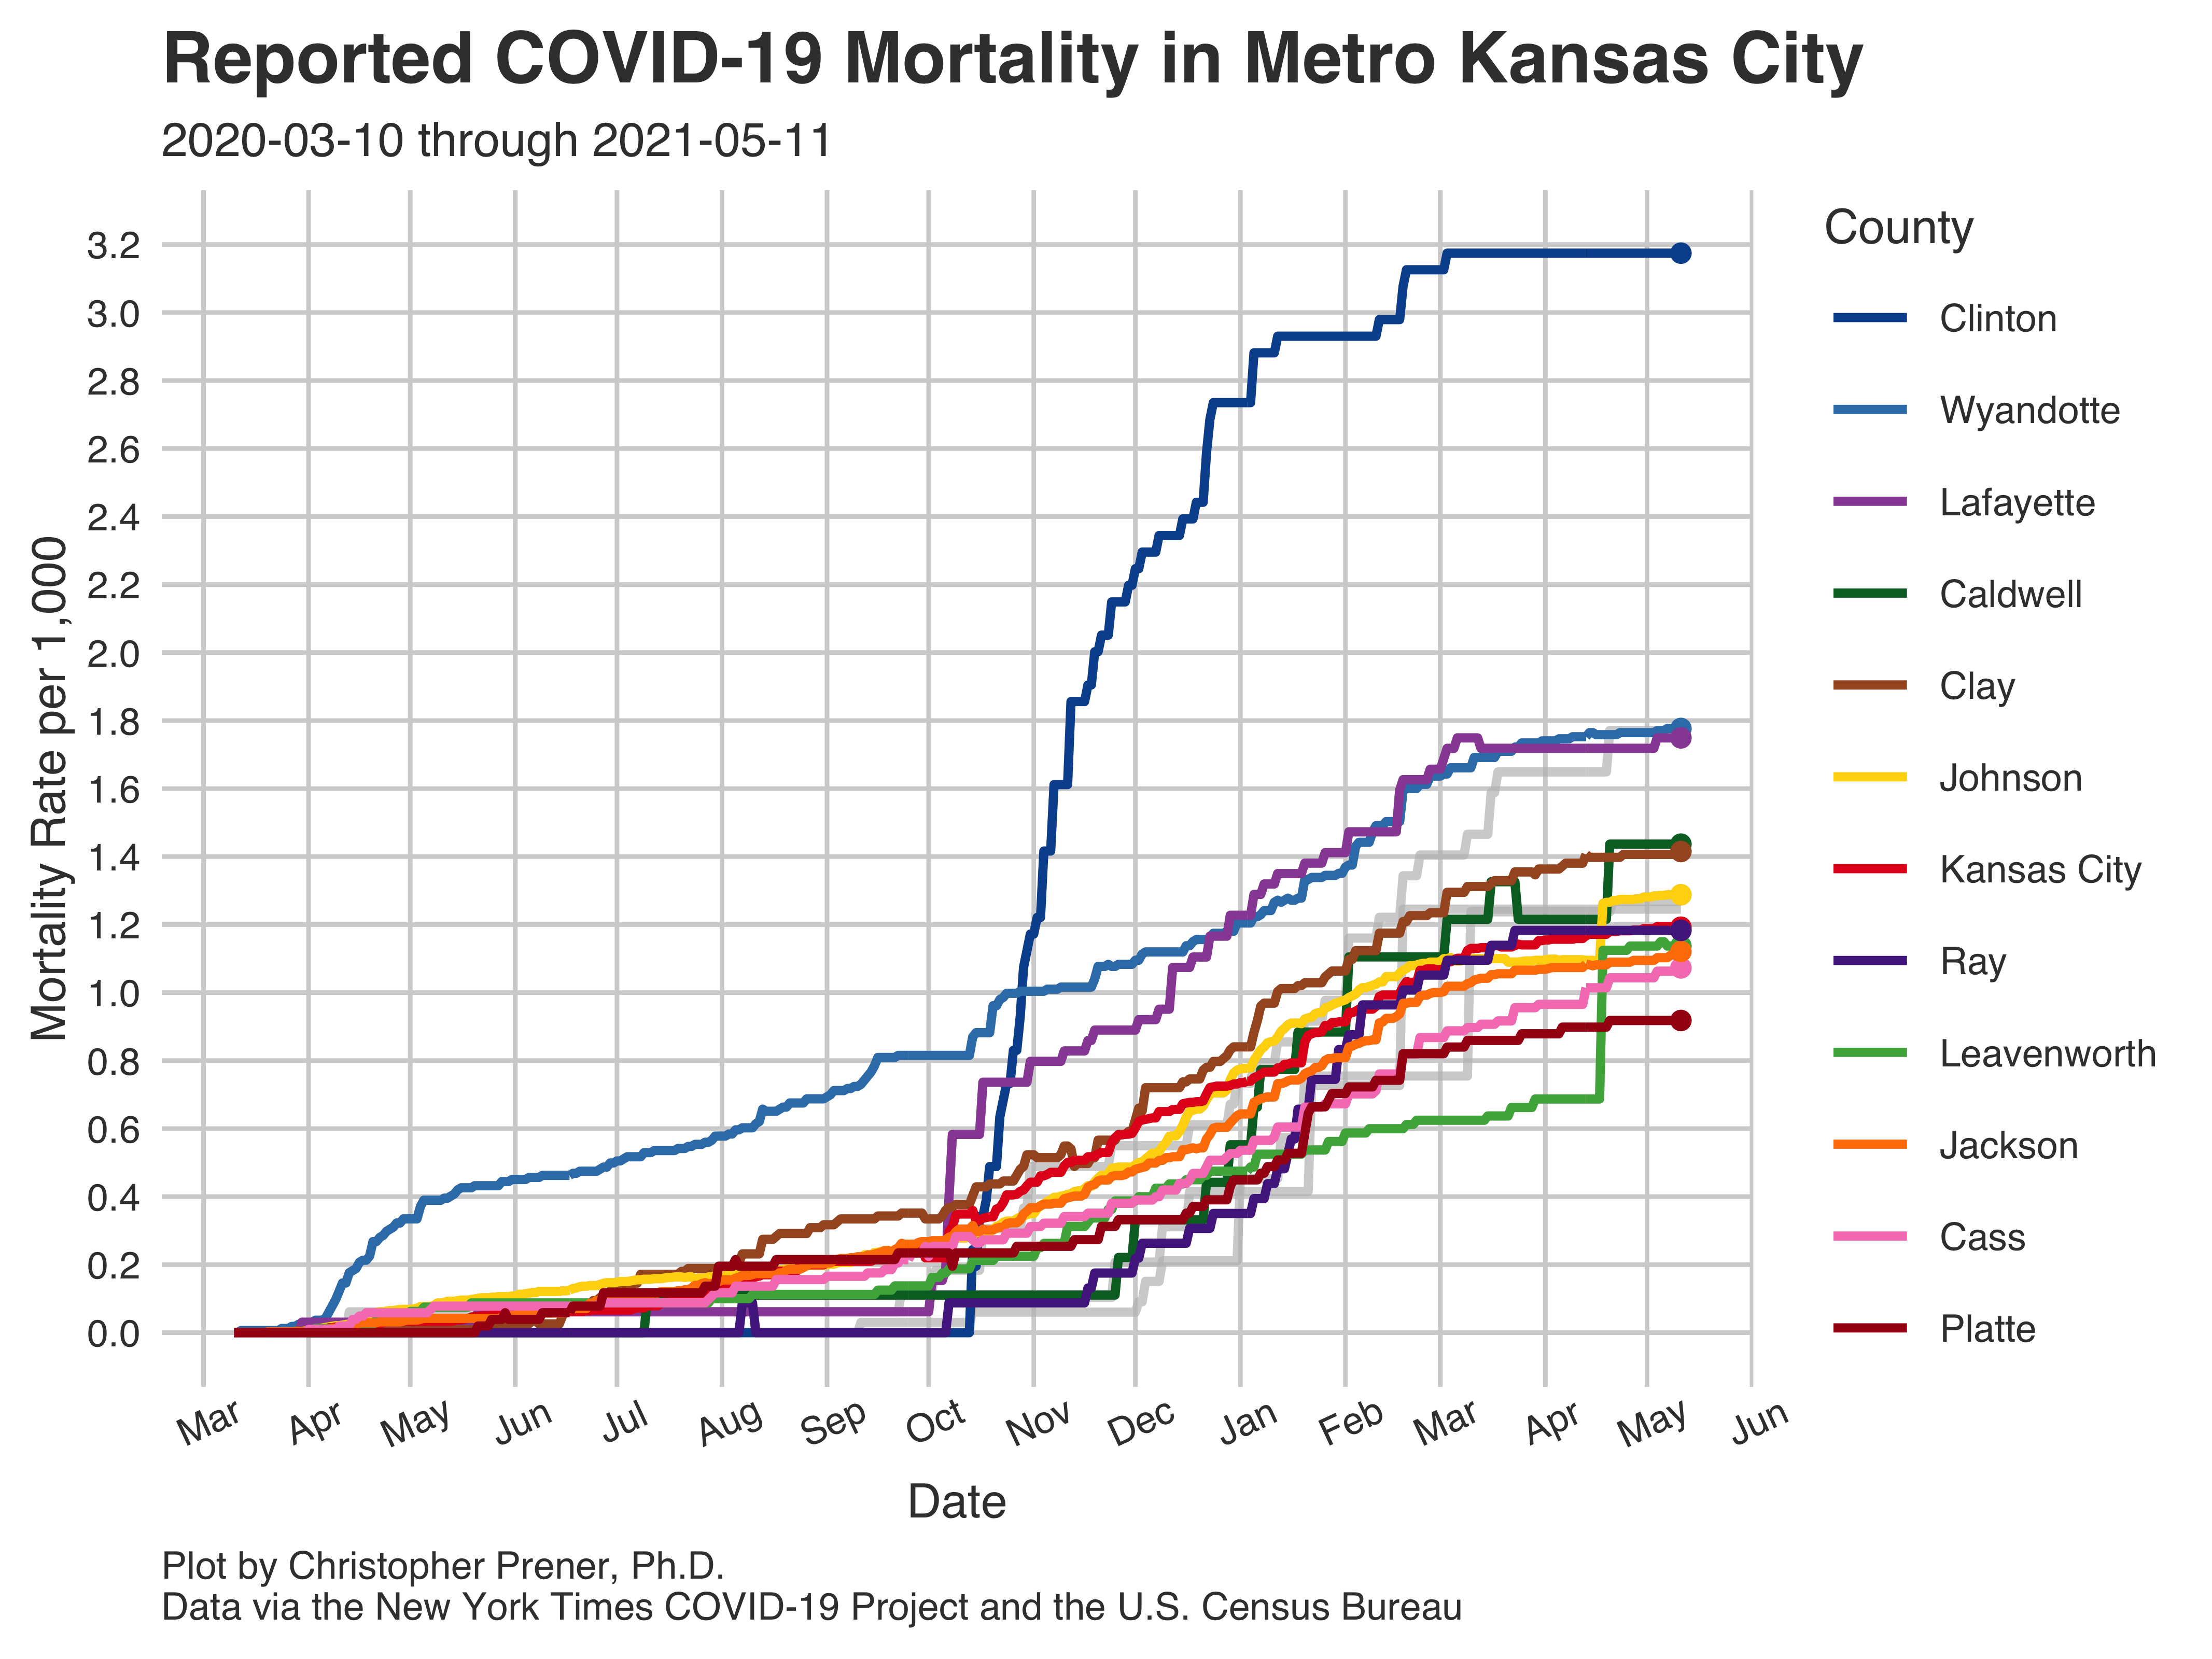 Reported COVID-19 Mortality in Metro Kansas City
2020-03-10 through 2021-05-11
Mortality Rate per 1,000
3.2
3.0
2.8
2.6
2.4
2.2
2.0
1.8
1.6
1.4
1.2
1.0
0.8
0.6
0.4
0.2
0.0
Mar Apr May Jun Jul Aug Sep Oct Nov Dec Jan Feb Mar Apr May Jun
Date
County
Clinton
Wyandotte
Lafayette
Caldwell
Clay
Johnson
Kansas City
Ray
Leavenworth
Jackson
Cass
Platte
Plot by Christopher Prener, Ph.D.
Data via the New York Times COVID-19 Project and the U.S. Census Bureau